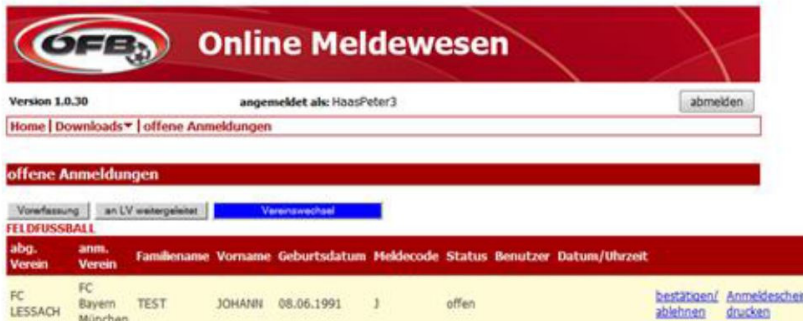 ÖFB
Online Meldewesen
Version 1.0.30 angemeldet als: HaasPeter3 abmelden
Home | Downloads | offene Anmeldungen
offene Anmeldungen
Vorerfassung an LV weitergeleitet Vereinswechsel
FELDFUSSBALL
abg. Verein anm. Verein Familienname Vorname Geburtsdatum Meldecode Status Benutzer Datum/Uhrzeit
FC LESSACH FC Bayern München TEST JOHANN 08.06.1991 J offen bestätigen/ ablehnen Anmeldeschein drucken